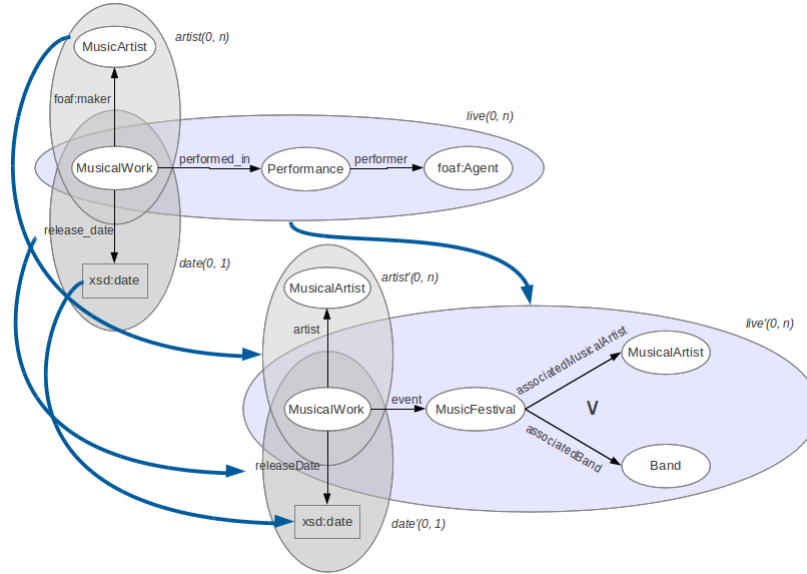 MusicArtist
artist(0, n)
foaf:maker
live(0, n)
MusicalWork
performed_in
Performance
performer
foaf:Agent
release_date
xsd:date
date(0, 1)
MusicalArtist
artist'(0, n)
artist
live'(0, n)
MusicalArtist
associatedMusicalArtist
MusicalWork
event
MusicFestival
V
associatedBand
Band
releaseDate
xsd:date
date'(0, 1)